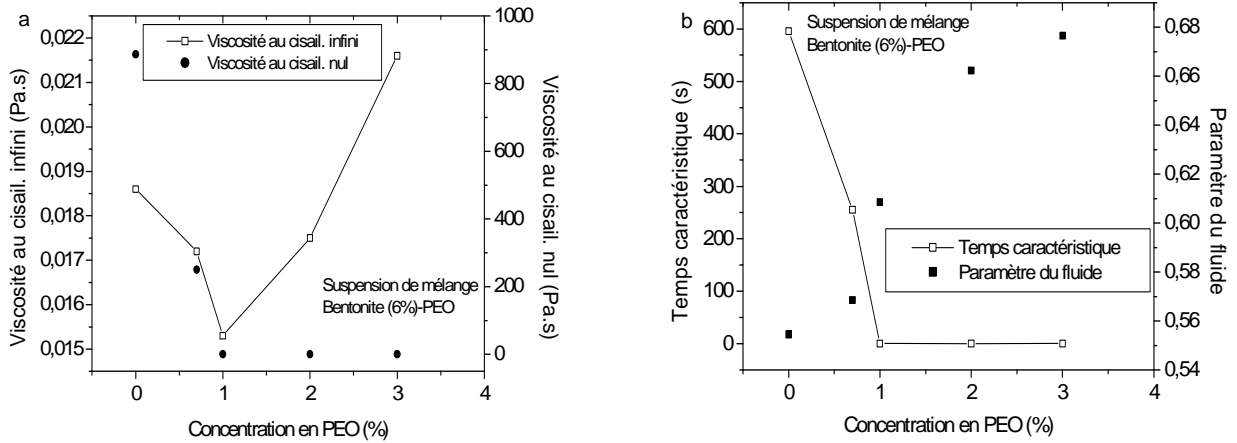 a
Viscosité au cisail. infini (Pa.s)
0,022
0,021
0,020
0,019
0,018
0,017
0,016
0,015
Viscosité au cisail. infini
Viscosité au cisail. nul
1000
800
600
400
200
0
Viscosité au cisail. nul (Pa.s)
Suspension de mélange
Bentonite (6%)-PEO
0 1 2 3 4
Concentration en PEO (%)
b
Temps caractéristique (s)
600
500
400
300
200
100
0
Suspension de mélange
Bentonite (6%)-PEO
0,68
0,66
0,64
0,62
0,60
0,58
0,56
0,54
Paramètre du fluide
Temps caractéristique
Paramètre du fluide
0 1 2 3 4
Concentration en PEO (%)